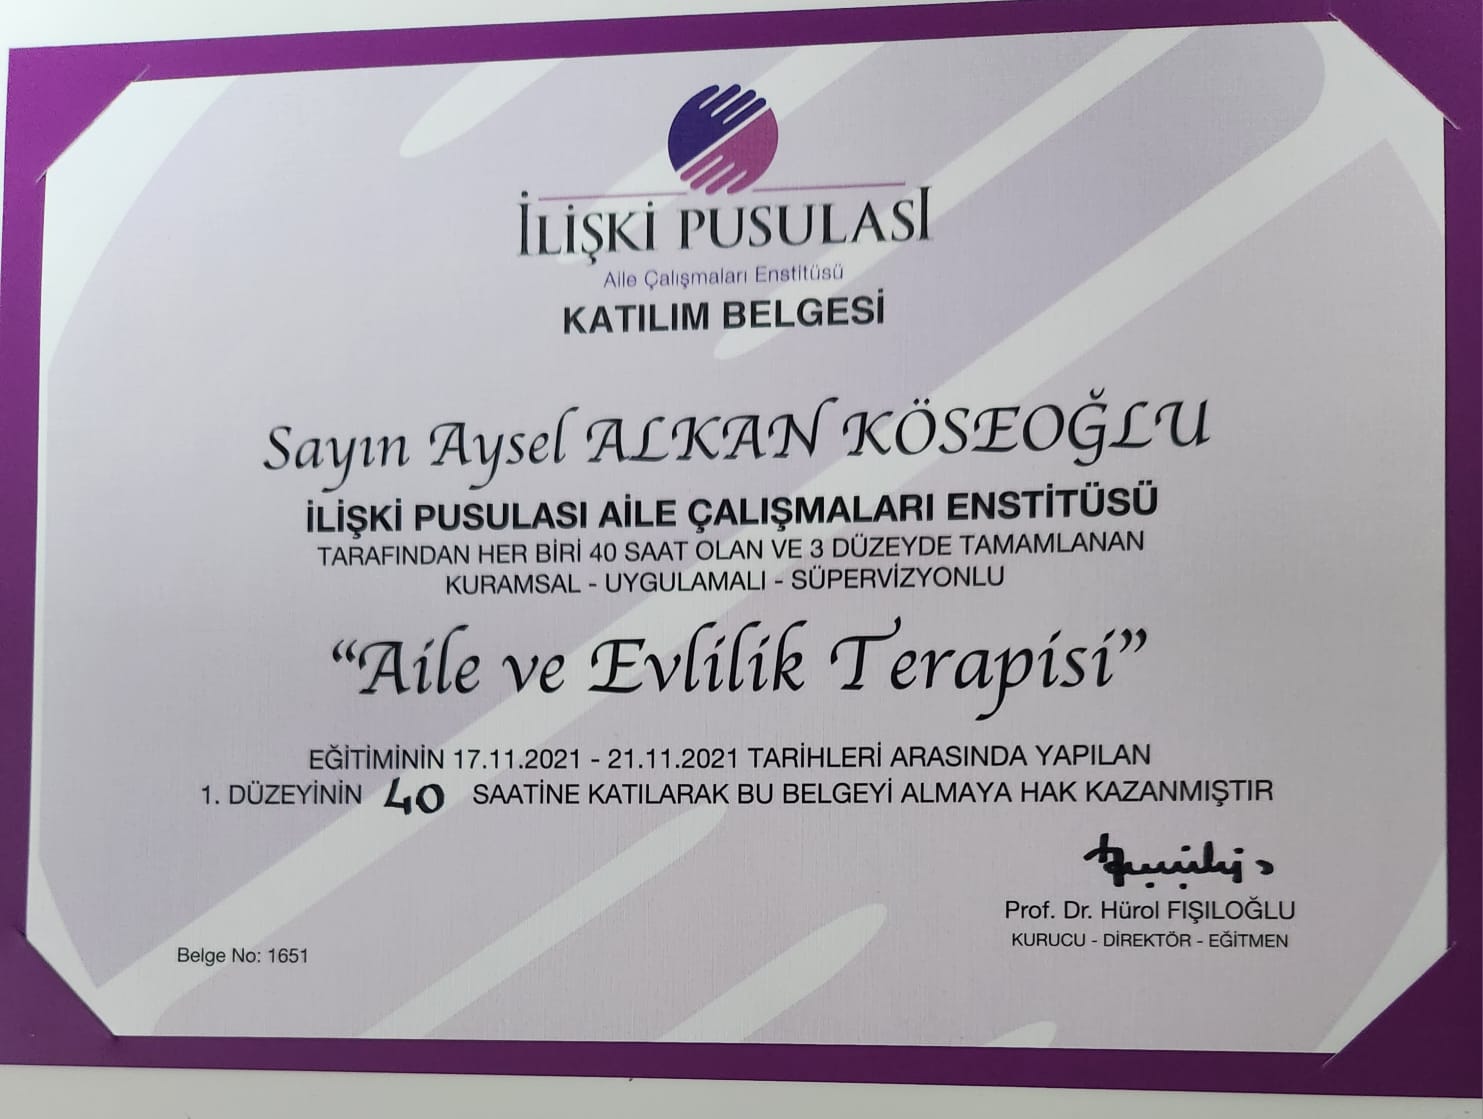 İLİŞKİ PUSULASI
Aile Çalışmaları Enstitüsü
KATILIM BELGESİ
Sayın Aysel ALKAN KÖSEOĞLU
İLİŞKİ PUSULASI AİLE ÇALIŞMALARI ENSTİTÜSÜ
TARAFINDAN HER BİRİ 40 SAAT OLAN VE 3 DÜZEYDE TAMAMLANAN
KURAMSAL - UYGULAMALI - SÜPERVİZYONLU
“Aile ve Evlilik Terapisi”
EĞİTİMİNİN 17.11.2021 - 21.11.2021 TARİHLERİ ARASINDA YAPILAN
1. DÜZEYİNİN 40 SAATİNE KATILARAK BU BELGEYİ ALMAYA HAK KAZANMIŞTIR
Prof. Dr. Hürol FIŞILOĞLU
KURUCU - DİREKTÖR - EĞİTMEN
Belge No: 1651